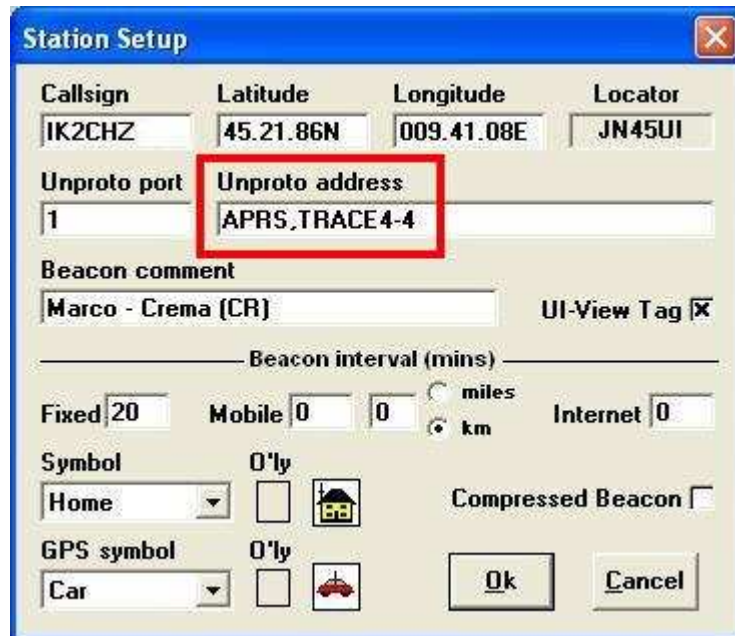 Station Setup
Callsign Latitude Longitude Locator
IK2CHZ 45.21.86N 009.41.08E JN45UI
Unproto port Unproto address
1 APRS,TRACE4-4
Beacon comment
Marco - Crema (CR) UI-View Tag
Beacon interval (mins)
Fixed 20 Mobile 0 0 miles km Internet 0
Symbol O'ly
Home Compressed Beacon
GPS symbol O'ly
Car Ok Cancel